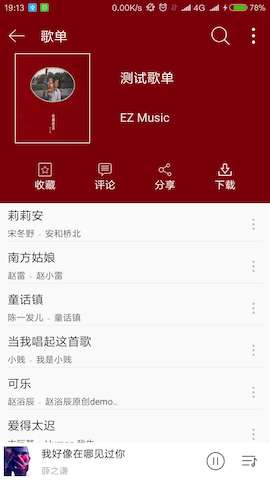 19:13
0.00K/s
4G
78%
歌单
测试歌单
EZ Music
收藏
评论
分享
下载
莉莉安
宋冬野 - 安和桥北
南方姑娘
赵雷 - 赵小雷
童话镇
陈一发儿 - 童话镇
当我唱起这首歌
小贱 - 我是小贱
可乐
赵浴辰 - 赵浴辰原创demo..
爱得太迟
我好像在哪见过你
薛之谦